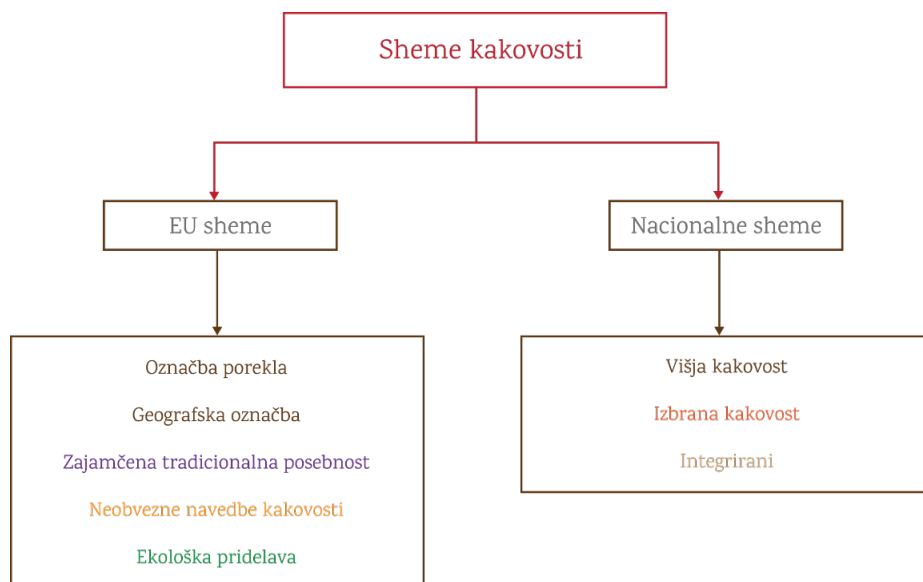 Sheme kakovosti
EU sheme
Nacionalne sheme
Označba porekla
Geografska označba
Zajamčena tradicionalna posebnost
Neobvezne navedbe kakovosti
Ekološka pridelava
Višja kakovost
Izbrana kakovost
Integrirani